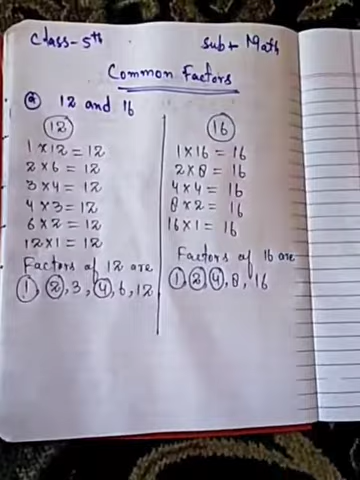 Class-5th
Sub+ Math
Common Factors
(a) 12 and 16
12
1 x 12 = 12
2 x 6 = 12
3 x 4 = 12
4 x 3 = 12
6 x 2 = 12
12 x 1 = 12
Factors of 12 are
1, 2, 3, 4, 6, 12
16
1 x 16 = 16
2 x 8 = 16
4 x 4 = 16
8 x 2 = 16
16 x 1 = 16
Factors of 16 are
1, 2, 4, 8, 16